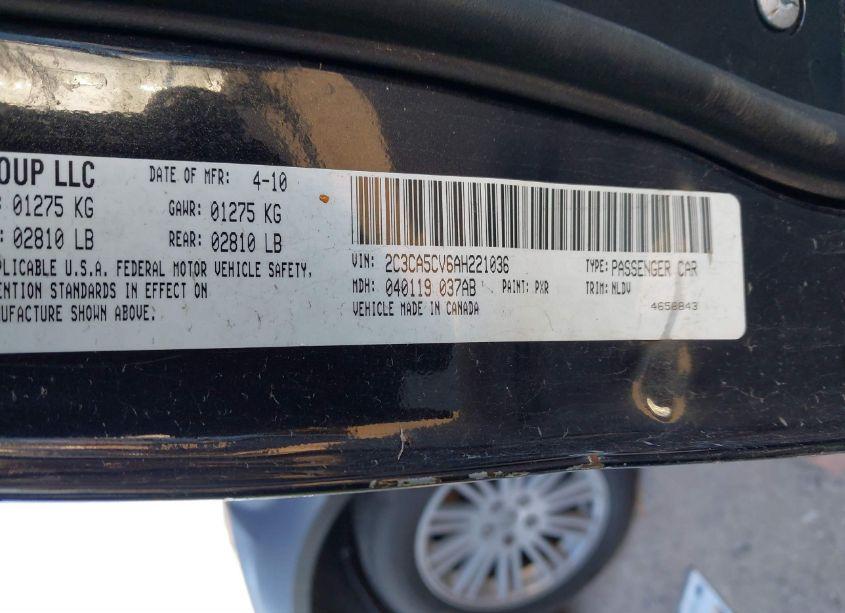 OUP LLC DATE OF MFR: 4-10
: 01275 KG GAWR: 01275 KG
: 02810 LB REAR: 02810 LB
PLICABLE U.S.A. FEDERAL MOTOR VEHICLE SAFETY,
ENTION STANDARDS IN EFFECT ON
NUFACTURE SHOWN ABOVE:
VIN: 2C3CA5CV6AH221036 TYPE: PASSENGER CAR
MDH: 040119 037AB PAINT: PXR TRIM: NLDV
VEHICLE MADE IN CANADA 4658843